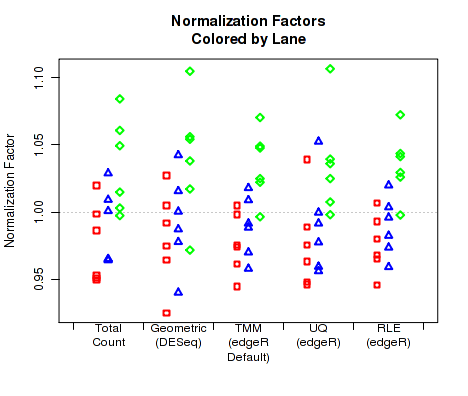 Normalization Factors
Colored by Lane
Normalization Factor
1.10
1.05
1.00
0.95
Total
Count
Geometric
(DESeq)
TMM
(edgeR
Default)
UQ
(edgeR)
RLE
(edgeR)